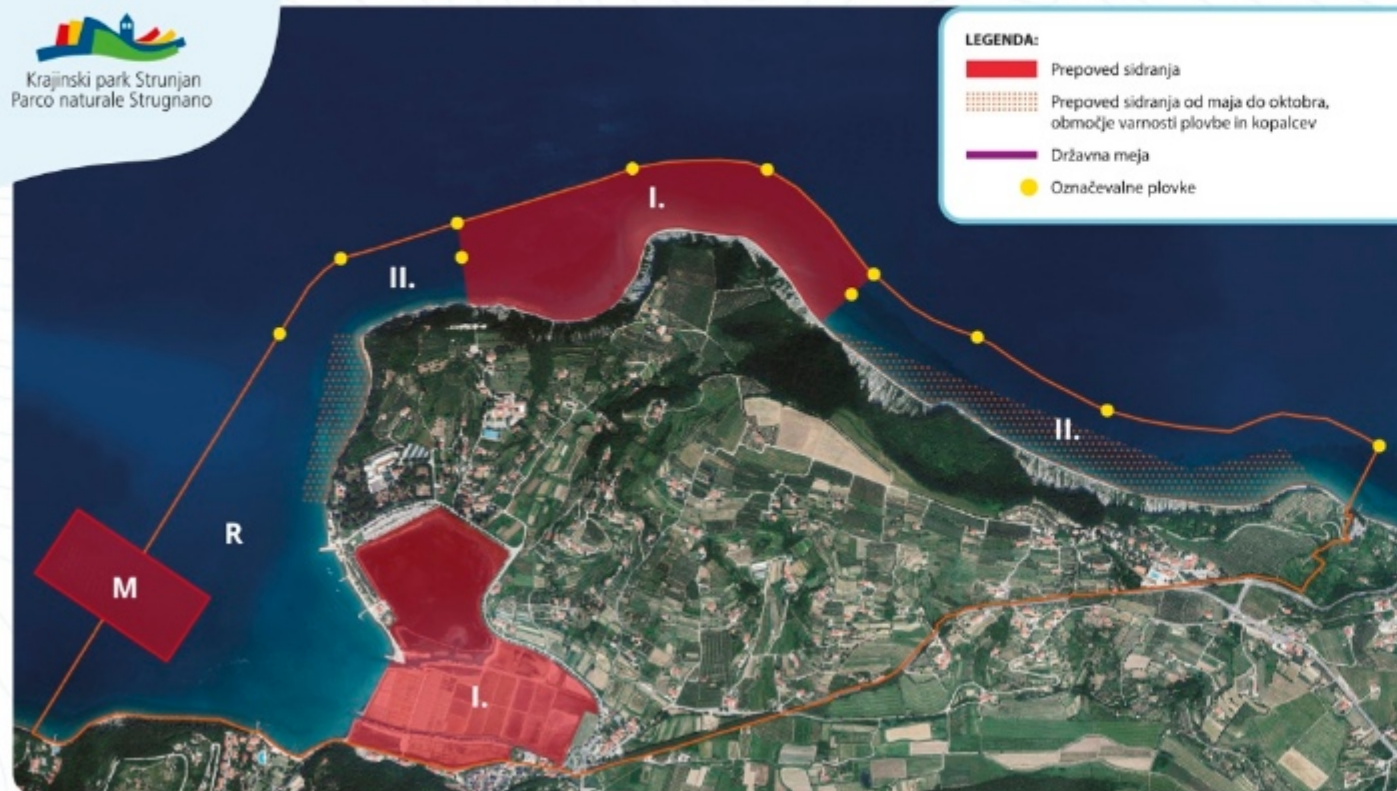 Krajinski park Strunjan
Parco naturale Strugnano
LEGENDA:
Prepoved sidranja
Prepoved sidranja od maja do oktobra,
območje varnosti plovbe in kopalcev
Državna meja
Označevalne plovke
I.
II.
II.
R
M
I.